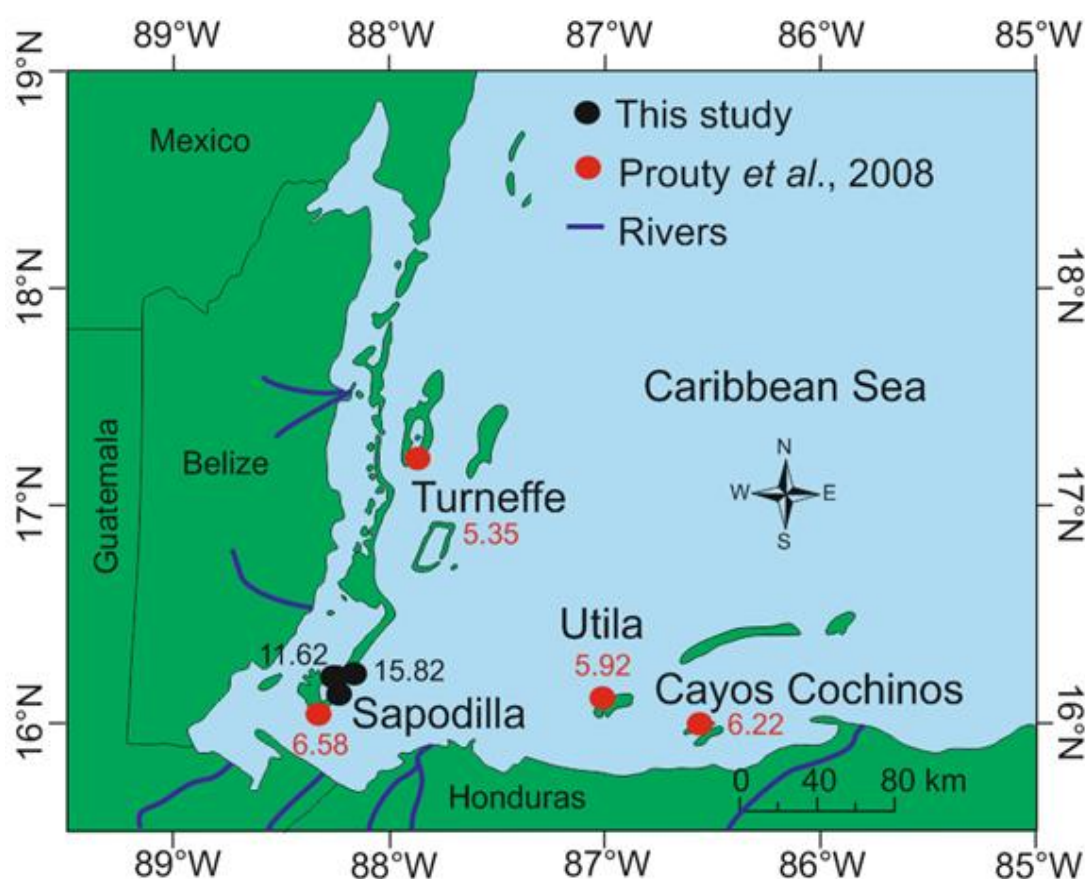 89°W 88°W 87°W 86°W 85°W
19°N
Mexico
This study
Prouty et al., 2008
Rivers
18°N 18°N
Caribbean Sea
Guatemala
Belize
N
W E
S
17°N 17°N
Turneffe
5.35
Utila
5.92
11.62 15.82
Cayos Cochinos
Sapodilla
6.22
16°N 16°N
6.58
0 40 80 km
Honduras
89°W 88°W 87°W 86°W 85°W